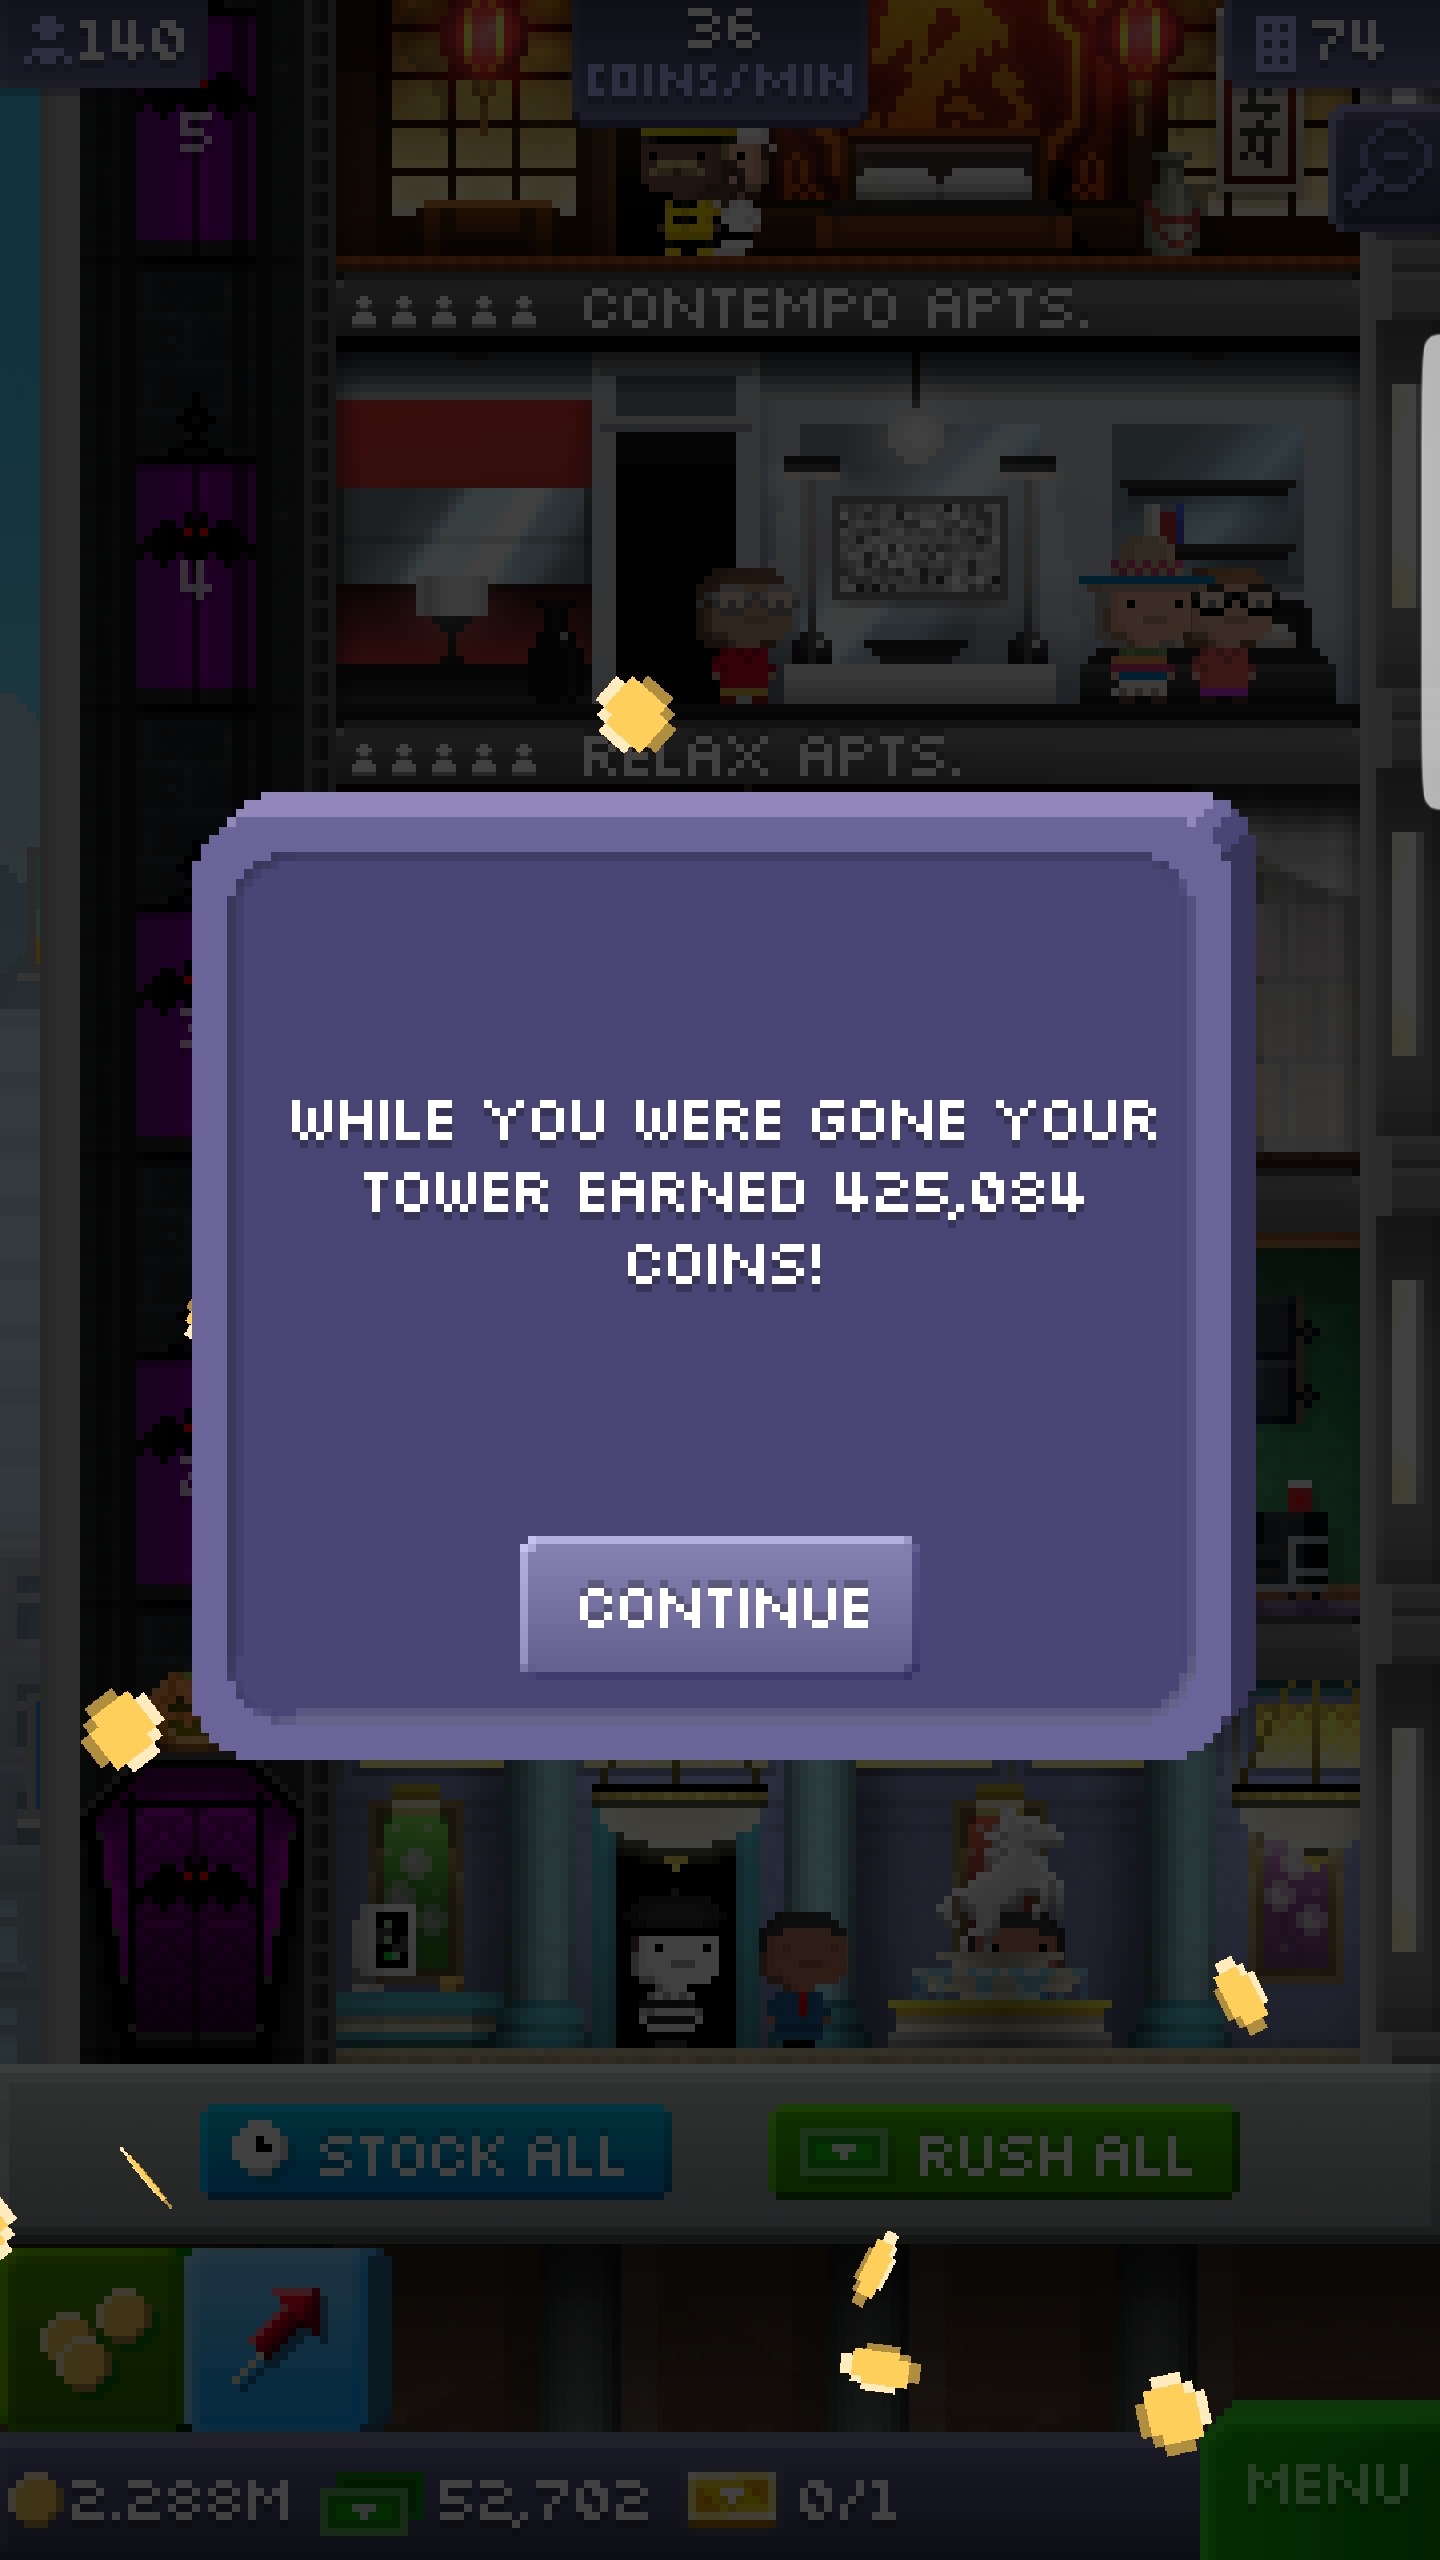 140
36
COINS/MIN
74
5
CONTEMPO APTS.
4
RELAX APTS.
WHILE YOU WERE GONE YOUR
TOWER EARNED 425,084
COINS!
CONTINUE
STOCK ALL
RUSH ALL
2.288M
52,702
0/1
MENU